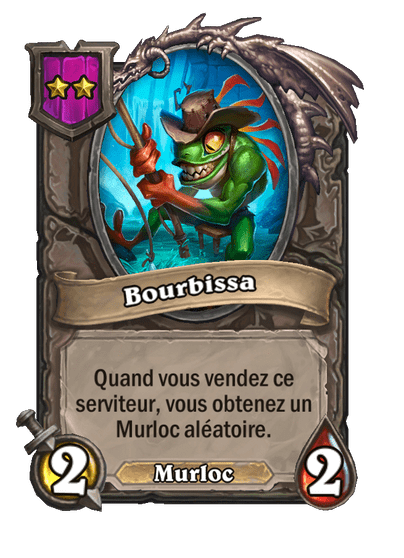 Bourbissa
Quand vous vendez ce
serviteur, vous obtenez un
Murloc aléatoire.
2
Murloc
2